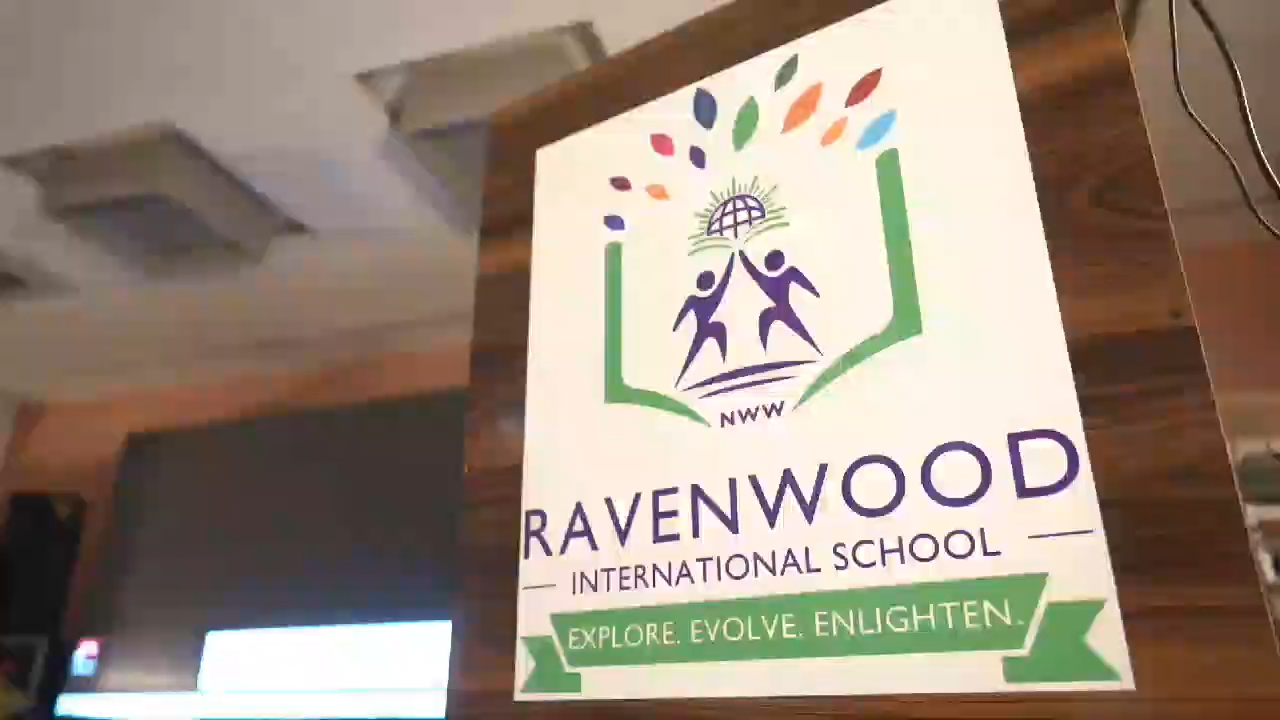 NWW
RAVENWOOD
INTERNATIONAL SCHOOL
EXPLORE. EVOLVE. ENLIGHTEN.